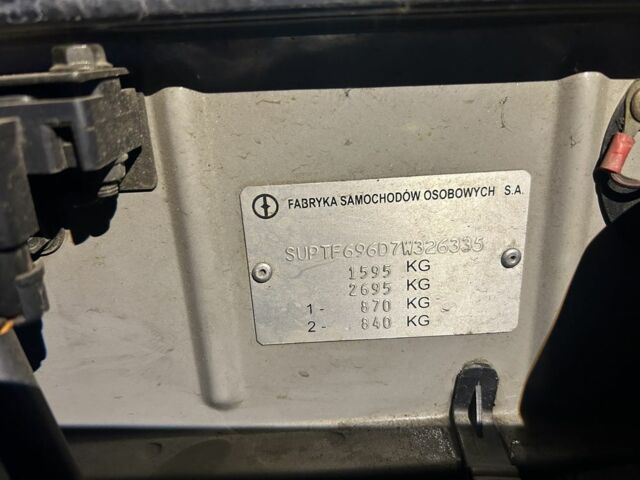 FABRYKA SAMOCHODÓW OSOBOWYCH S.A.
SUPTF696D7W326335
1595 KG
2695 KG
1- 870 KG
2- 840 KG